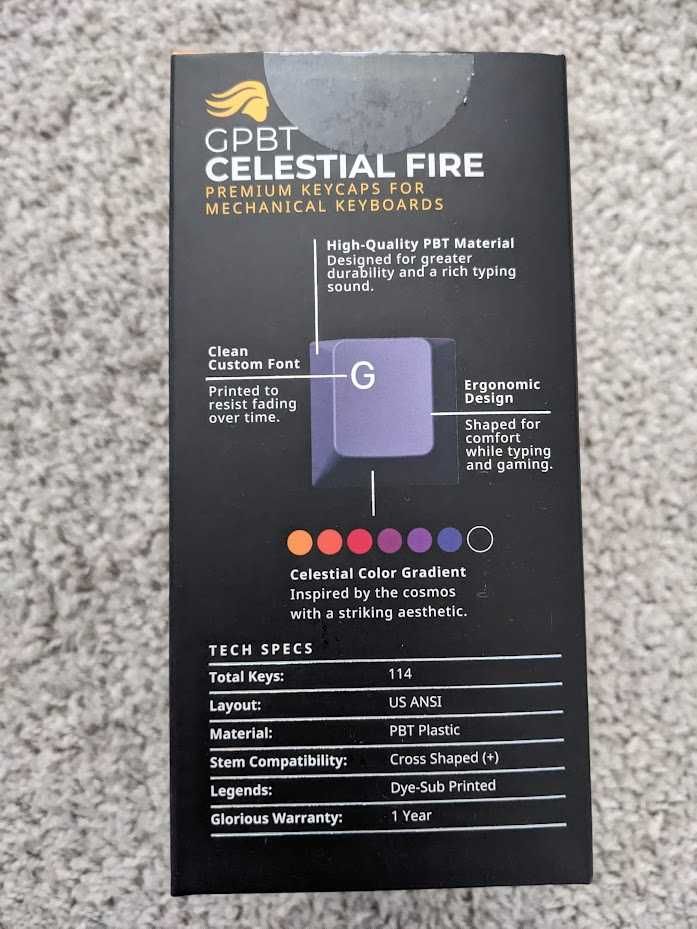 GPBT
CELESTIAL FIRE
PREMIUM KEYCAPS FOR
MECHANICAL KEYBOARDS
High-Quality PBT Material
Designed for greater
durability and a rich typing
sound.
Clean
Custom Font
Printed to
resist fading
over time.
G
Ergonomic
Design
Shaped for
comfort
while typing
and gaming.
Celestial Color Gradient
Inspired by the cosmos
with a striking aesthetic.
TECH SPECS
Total Keys: 114
Layout: US ANSI
Material: PBT Plastic
Stem Compatibility: Cross Shaped (+)
Legends: Dye-Sub Printed
Glorious Warranty: 1 Year